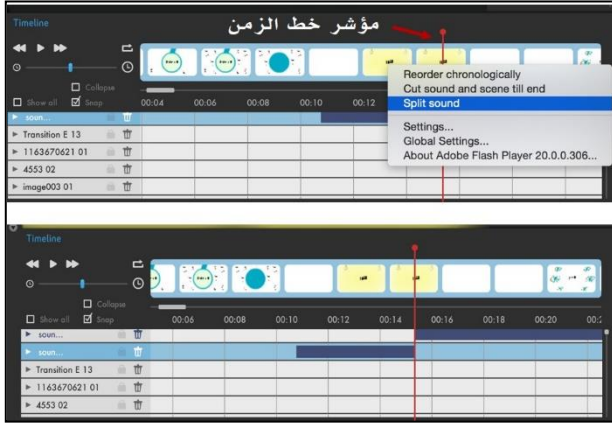 مؤشر خط الزمن
Timeline
Collapse
Show all Snap 00:04 00:06 00:08 00:10 00:12
Reorder chronologically
Cut sound and scene till end
Split sound
Settings...
Global Settings...
About Adobe Flash Player 20.0.0.306...
soun...
Transition E 13
1163670621 01
4553 02
image003 01
Timeline
Collapse
Show all Snap 00:06 00:08 00:10 00:12 00:14 00:16 00:18 00:20
soun...
soun...
Transition E 13
1163670621 01
4553 02